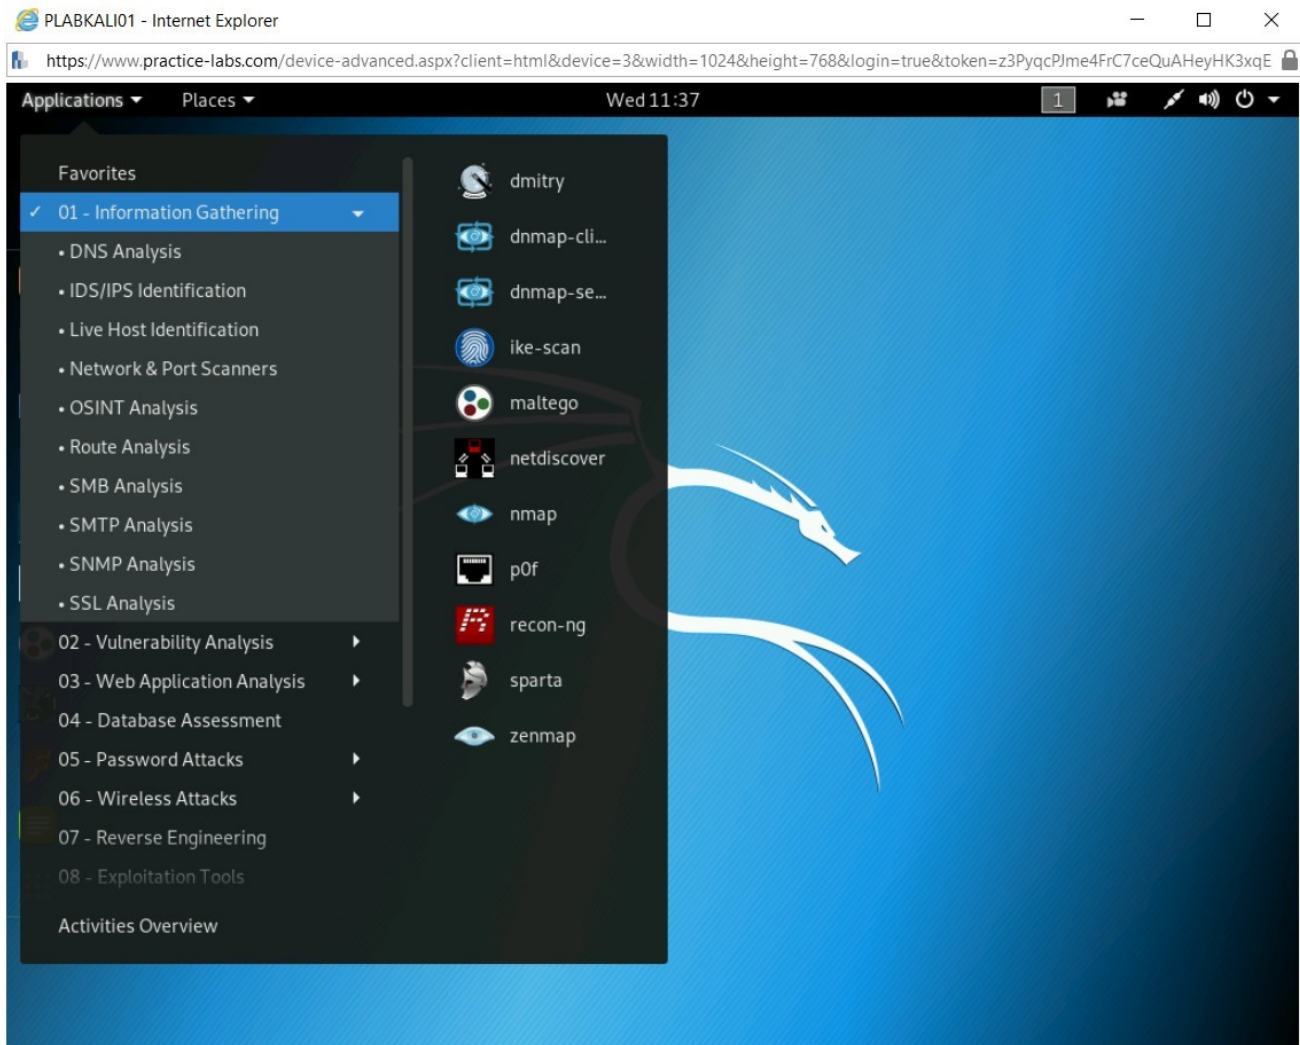 PLABKALI01 - Internet Explorer
https://www.practice-labs.com/device-advanced.aspx?client=html&device=3&width=1024&height=768&login=true&token=z3PyqcPJme4FrC7ceQuAHeyHK3xqE
Applications Places Wed 11:37 1
Favorites
✓ 01 - Information Gathering
• DNS Analysis
• IDS/IPS Identification
• Live Host Identification
• Network & Port Scanners
• OSINT Analysis
• Route Analysis
• SMB Analysis
• SMTP Analysis
• SNMP Analysis
• SSL Analysis
02 - Vulnerability Analysis
03 - Web Application Analysis
04 - Database Assessment
05 - Password Attacks
06 - Wireless Attacks
07 - Reverse Engineering
08 - Exploitation Tools
Activities Overview
dmitry
dnmap-cli...
dnmap-se...
ike-scan
maltego
netdiscover
nmap
p0f
recon-ng
sparta
zenmap